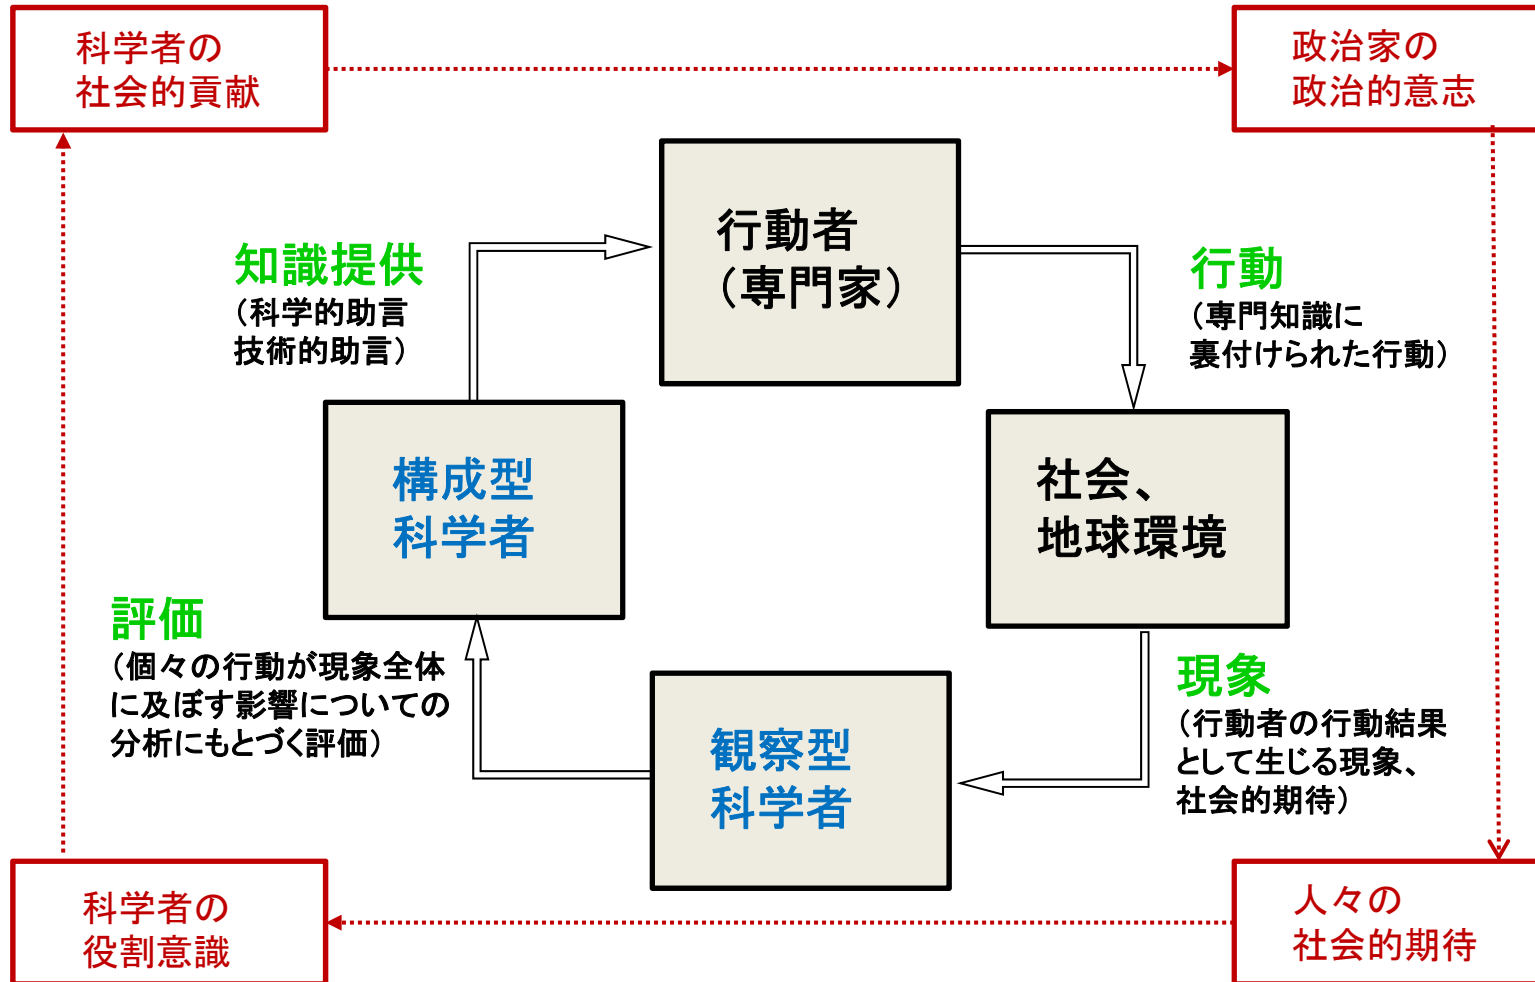 科学者の
社会的貢献
政治家の
政治的意志
行動者
（専門家）
知識提供
（科学的助言
技術的助言）
行動
（専門知識に
裏付けられた行動）
構成型
科学者
社会、
地球環境
評価
（個々の行動が現象全体
に及ぼす影響についての
分析にもとづく評価）
現象
（行動者の行動結果
として生じる現象、
社会的期待）
観察型
科学者
科学者の
役割意識
人々の
社会的期待